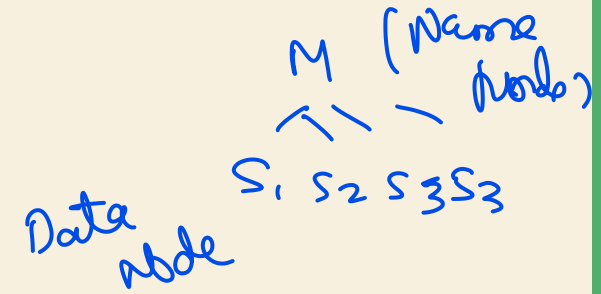 M (Name
Node)
S1 S2 S3 S3
Data
Node